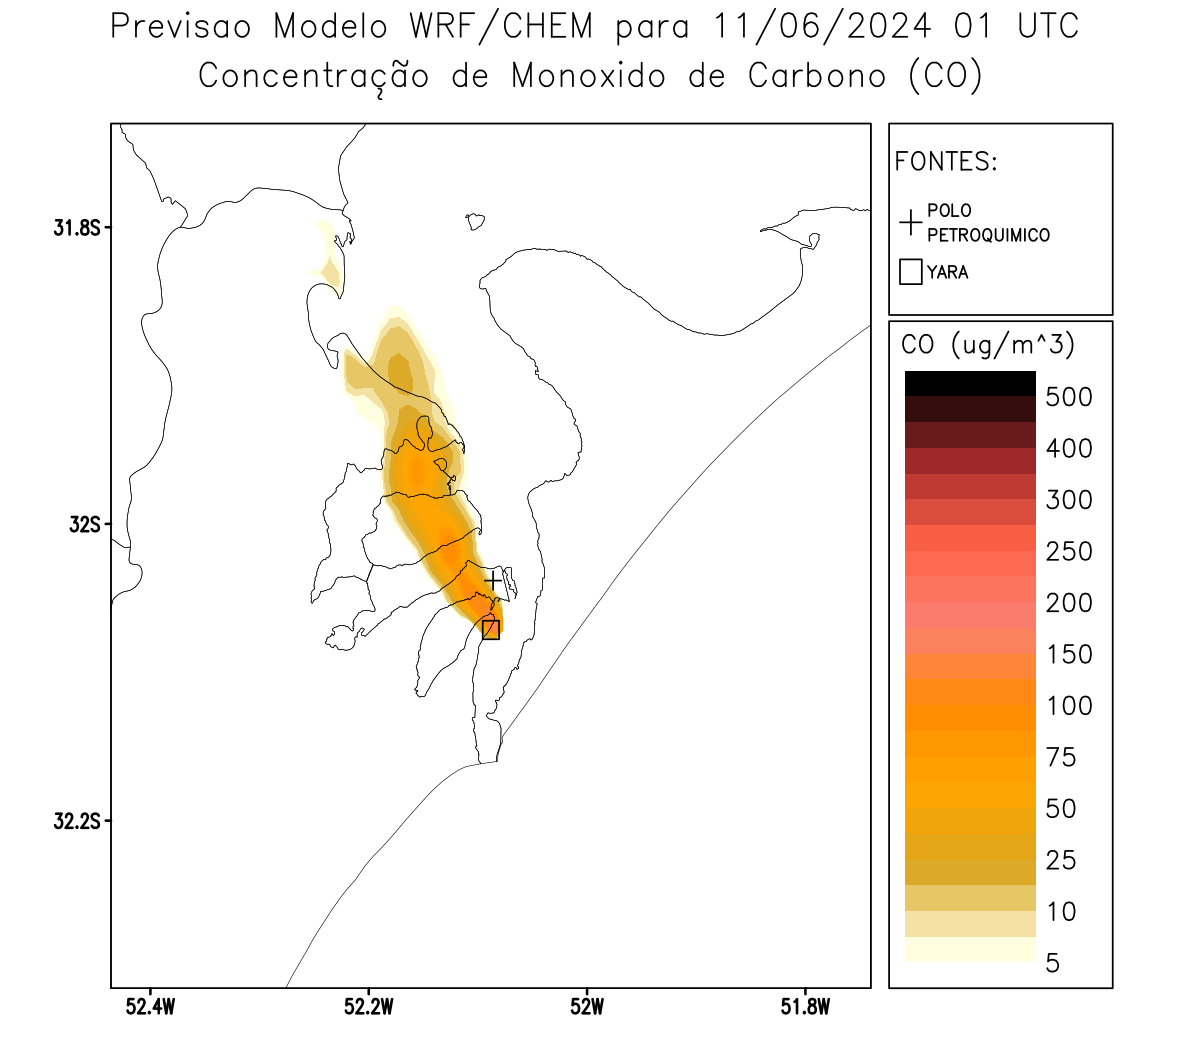 Previsao Modelo WRF/CHEM para 11/06/2024 01 UTC
Concentração de Monoxido de Carbono (CO)
FONTES:
POLO
PETROQUIMICO
YARA
CO (ug/m^3)
500
400
300
250
200
150
100
75
50
25
10
5
31.8S
32S
32.2S
52.4W
52.2W
52W
51.8W